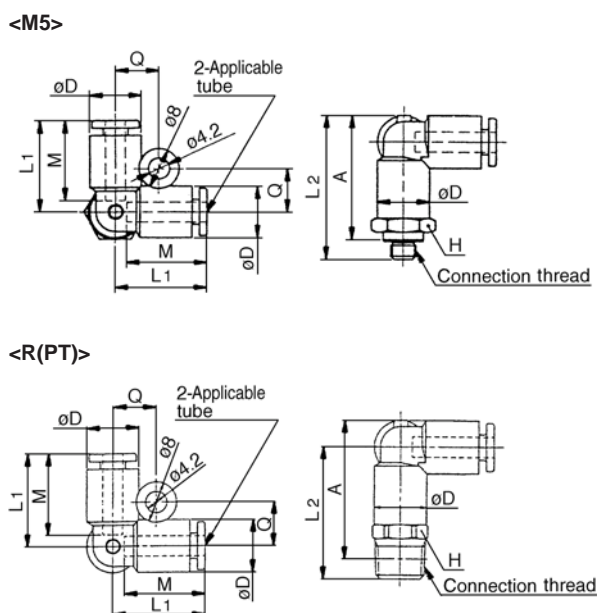 <M5>
Q
øD
2-Applicable
tube
ø8
ø4.2
L1
M
Q
øD
M
L1
L2
A
øD
H
Connection thread
<R(PT)>
Q
øD
2-Applicable
tube
ø8
ø4.2
L1
M
Q
øD
M
L1
L2
A
øD
H
Connection thread